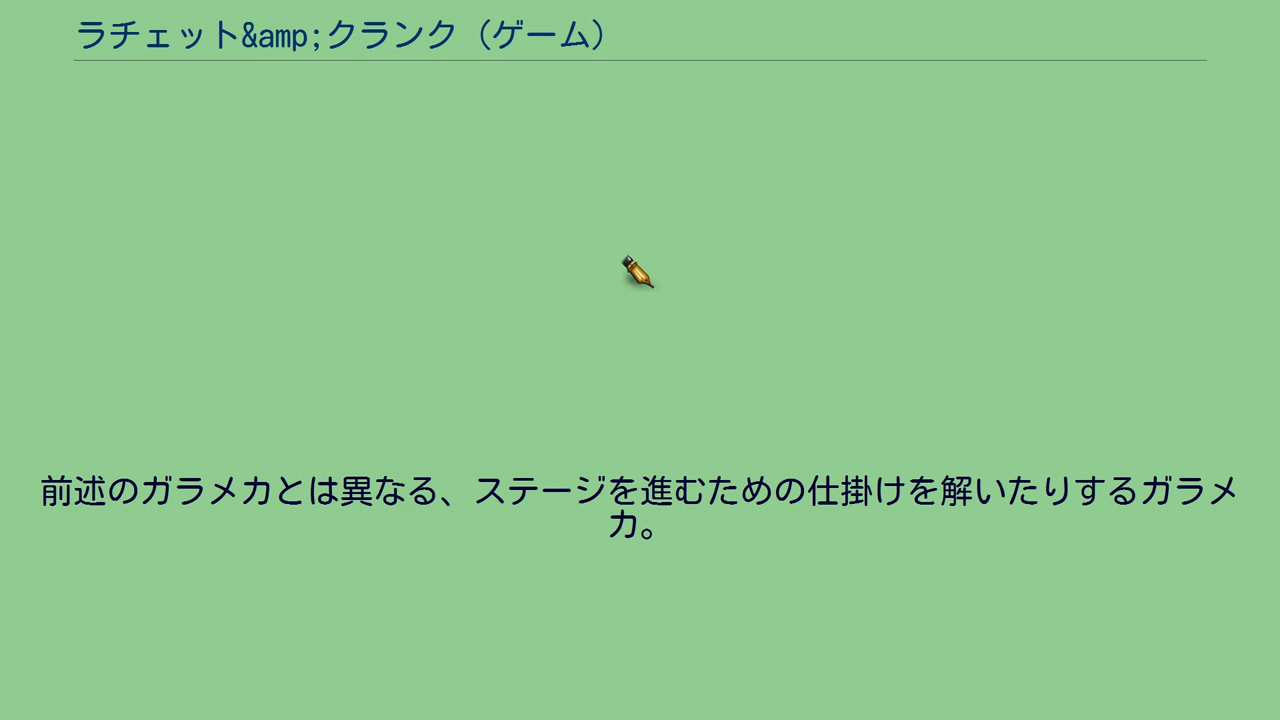 ラチェット&amp;クランク（ゲーム）
前述のガラメカとは異なる、ステージを進むための仕掛けを解いたりするガラメ
カ。